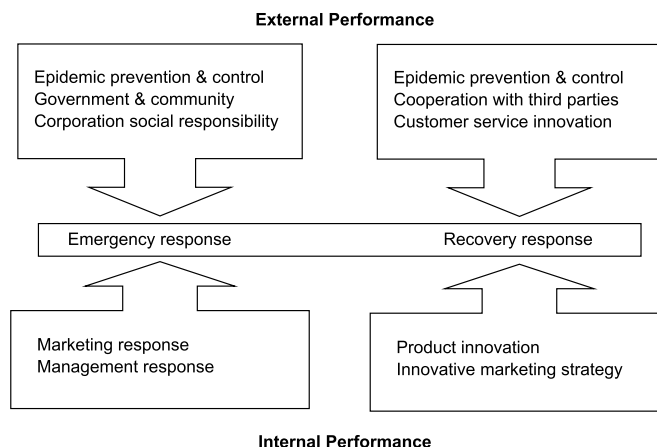 External Performance
Epidemic prevention & control
Government & community
Corporation social responsibility
Epidemic prevention & control
Cooperation with third parties
Customer service innovation
Emergency response
Recovery response
Marketing response
Management response
Product innovation
Innovative marketing strategy
Internal Performance